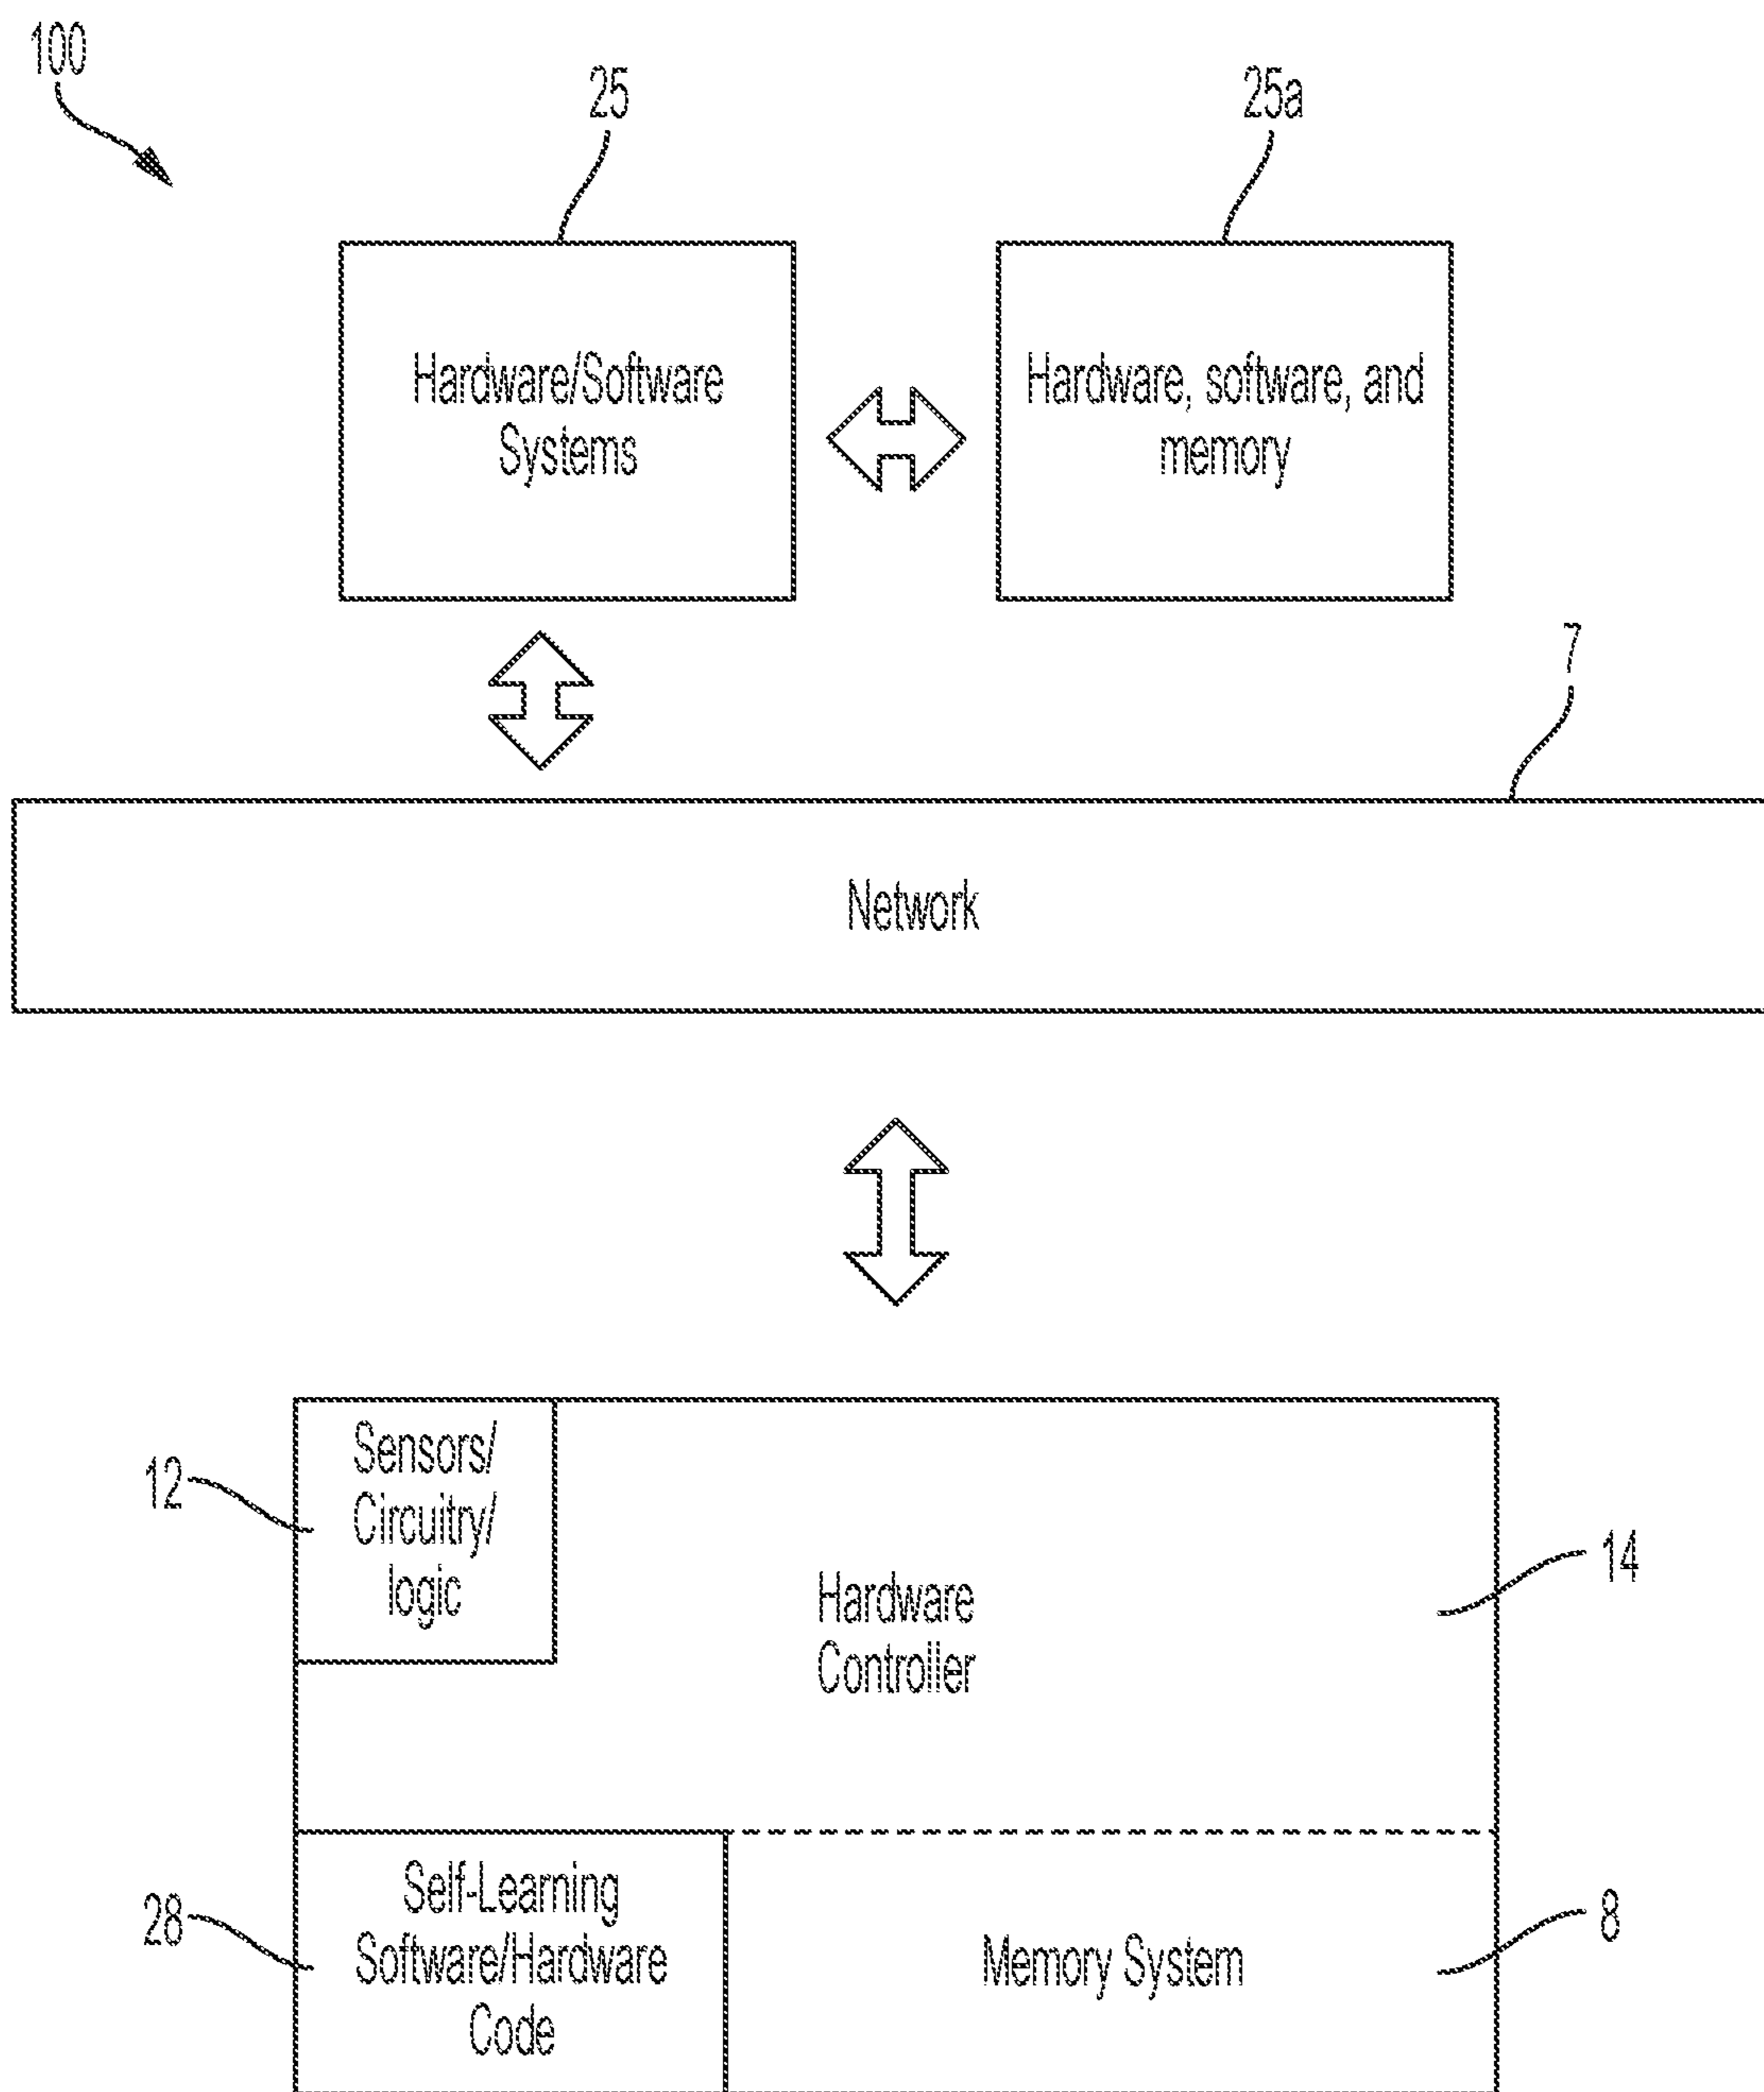 100
25
25a
Hardware/Software
Systems
Hardware, software, and
memory
7
Network
12
Sensors/
Circuitry/
logic
Hardware
Controller
14
28
Self-Learning
Software/Hardware
Code
Memory System
8